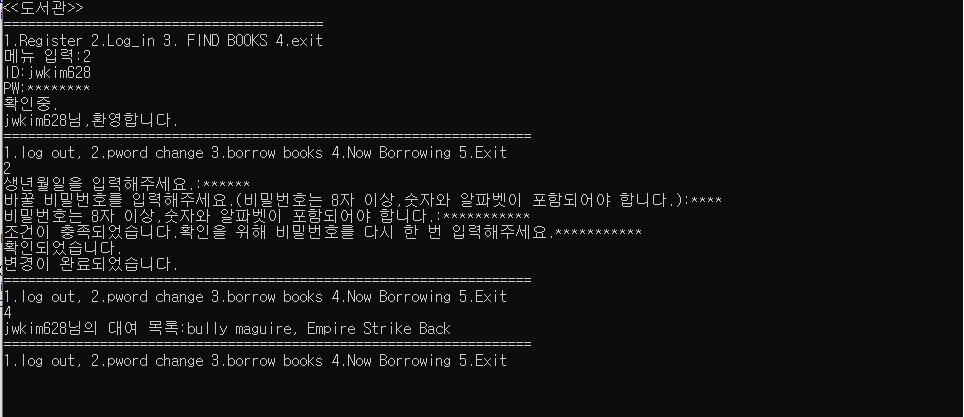 <<도서관>>
========================================
1.Register 2.Log_in 3. FIND BOOKS 4.exit
메뉴 입력:2
ID:jwkim628
PW:********
확인중.
jwkim628님,환영합니다.
==================================================================
1.log out, 2.pword change 3.borrow books 4.Now Borrowing 5.Exit
2
생년월일을 입력해주세요.:******
바꿀 비밀번호를 입력해주세요.(비밀번호는 8자 이상,숫자와 알파벳이 포함되어야 합니다.):****
비밀번호는 8자 이상,숫자와 알파벳이 포함되어야 합니다.:***********
조건이 충족되었습니다.확인을 위해 비밀번호를 다시 한 번 입력해주세요.***********
확인되었습니다.
변경이 완료되었습니다.
==================================================================
1.log out, 2.pword change 3.borrow books 4.Now Borrowing 5.Exit
4
jwkim628님의 대여 목록:bully maguire, Empire Strike Back
==================================================================
1.log out, 2.pword change 3.borrow books 4.Now Borrowing 5.Exit